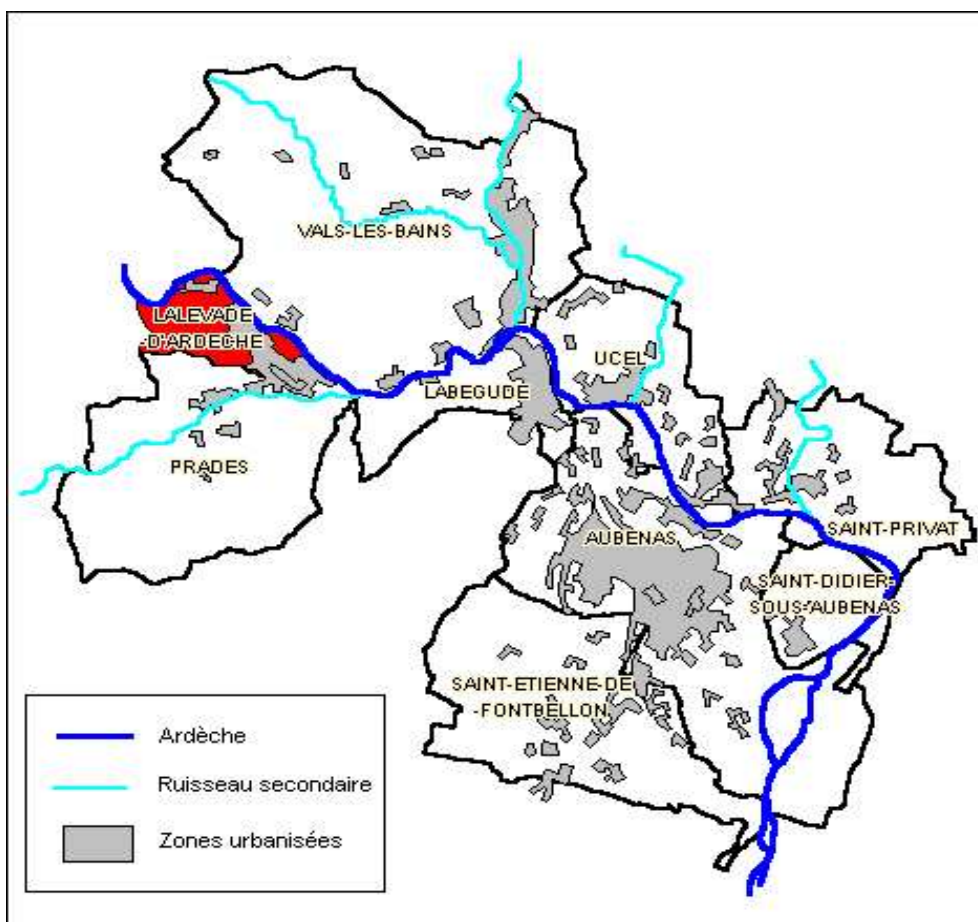 VALS-LES-BAINS
LALEVADE
-D'ARDECHE
UCEL
LABEGUDE
PRADES
AUBENAS
SAINT-PRIVAT
SAINT-DIDIER-
SOUS-AUBENAS
SAINT-ETIENNE-DE
-FONTBELLON
Ardèche
Ruisseau secondaire
Zones urbanisées